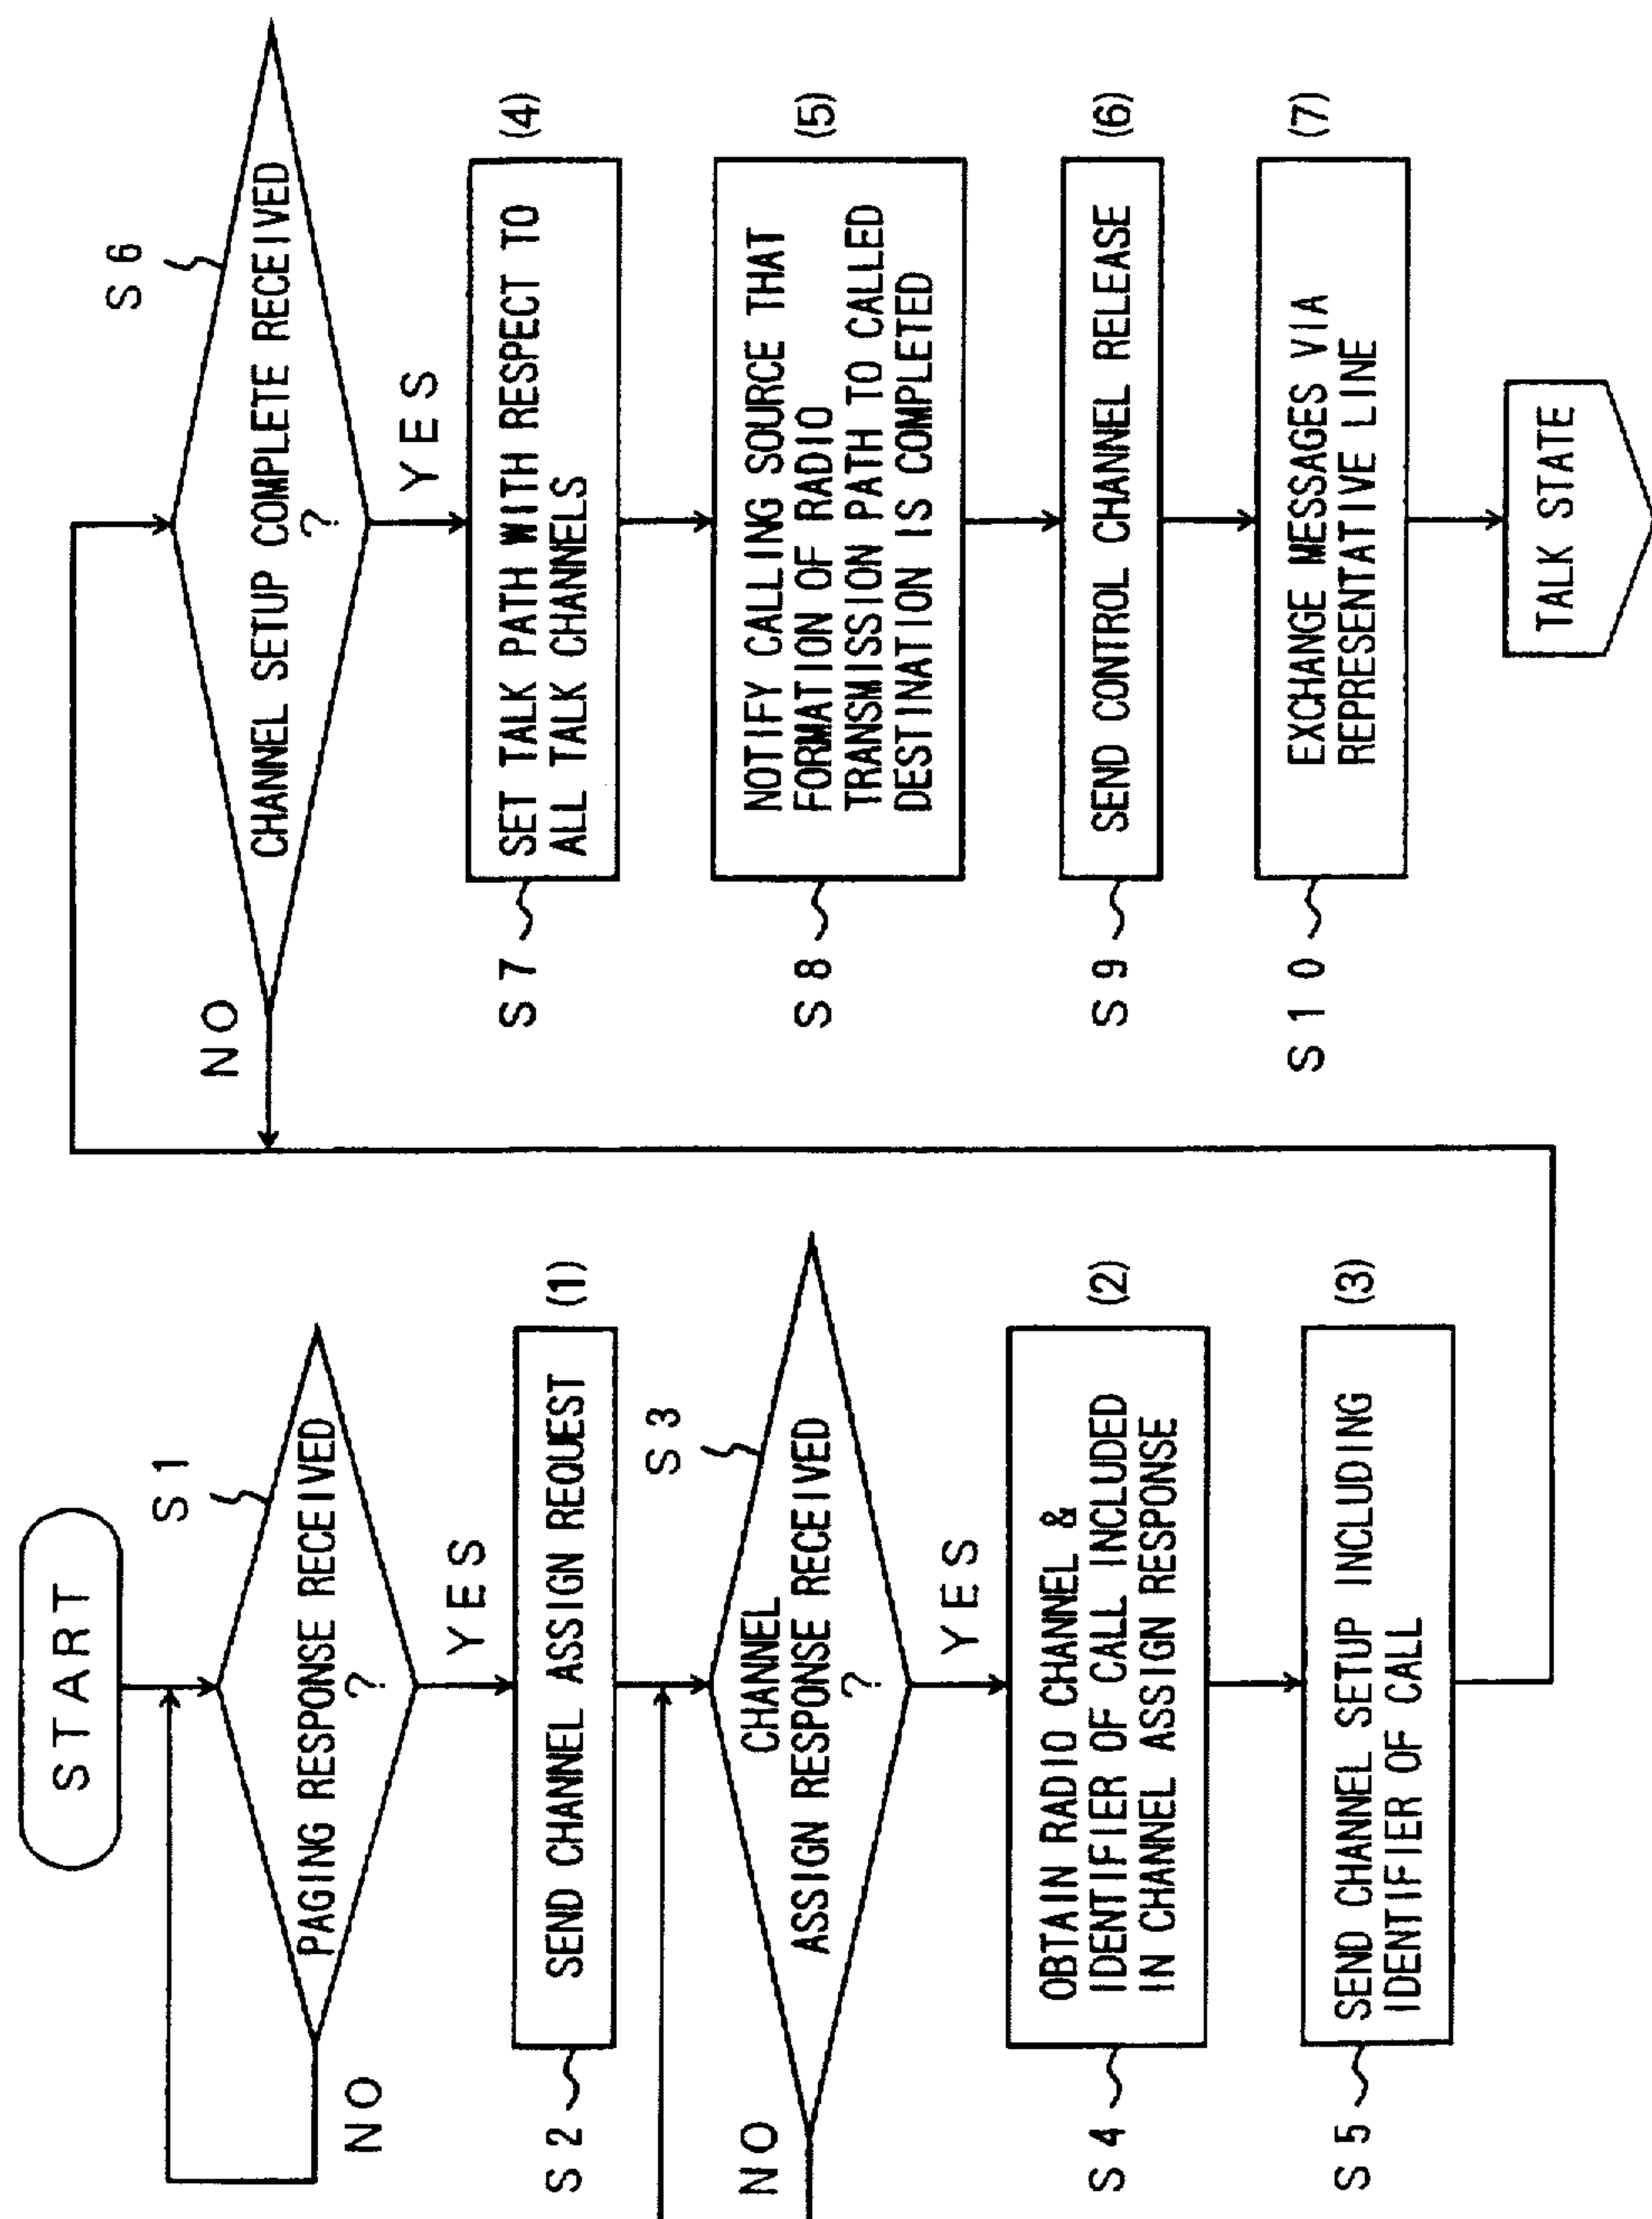 START
S1
PAGING RESPONSE RECEIVED
?
NO
YES
S2
SEND CHANNEL ASSIGN REQUEST
(1)
S3
CHANNEL
ASSIGN RESPONSE RECEIVED
?
NO
YES
S4
OBTAIN RADIO CHANNEL &
IDENTIFIER OF CALL INCLUDED
IN CHANNEL ASSIGN RESPONSE
(2)
S5
SEND CHANNEL SETUP INCLUDING
IDENTIFIER OF CALL
(3)
S6
CHANNEL SETUP COMPLETE RECEIVED
?
NO
YES
S7
SET TALK PATH WITH RESPECT TO
ALL TALK CHANNELS
(4)
S8
NOTIFY CALLING SOURCE THAT
FORMATION OF RADIO
TRANSMISSION PATH TO CALLED
DESTINATION IS COMPLETED
(5)
S9
SEND CONTROL CHANNEL RELEASE
(6)
S10
EXCHANGE MESSAGES VIA
REPRESENTATIVE LINE
(7)
TALK STATE